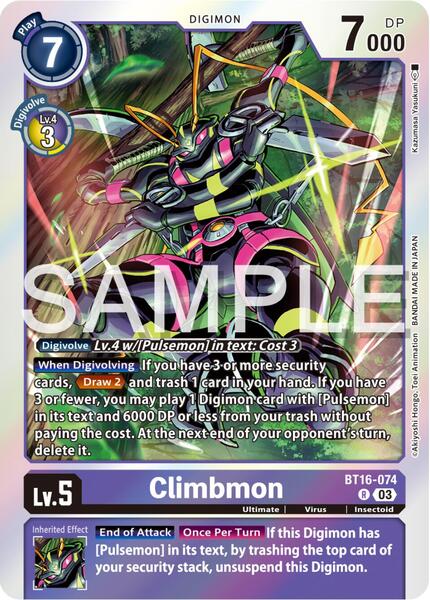 Play
7
DIGIMON
7000
DP
Digivolve
Lv.4
3
Kazumasa Yasukuni
©Akiyoshi Hongo, Toei Animation BANDAI MADE IN JAPAN
SAMPLE
Digivolve Lv.4 w/[Pulsemon] in text: Cost 3
When Digivolving If you have 3 or more security
cards, Draw 2 and trash 1 card in your hand. If you have
3 or fewer, you may play 1 Digimon card with [Pulsemon]
in its text and 6000 DP or less from your trash without
paying the cost. At the next end of your opponent's turn,
delete it.
Lv.5
Climbmon
BT16-074
R 03
Ultimate Virus Insectoid
Inherited Effect
End of Attack Once Per Turn If this Digimon has
[Pulsemon] in its text, by trashing the top card of
your security stack, unsuspend this Digimon.